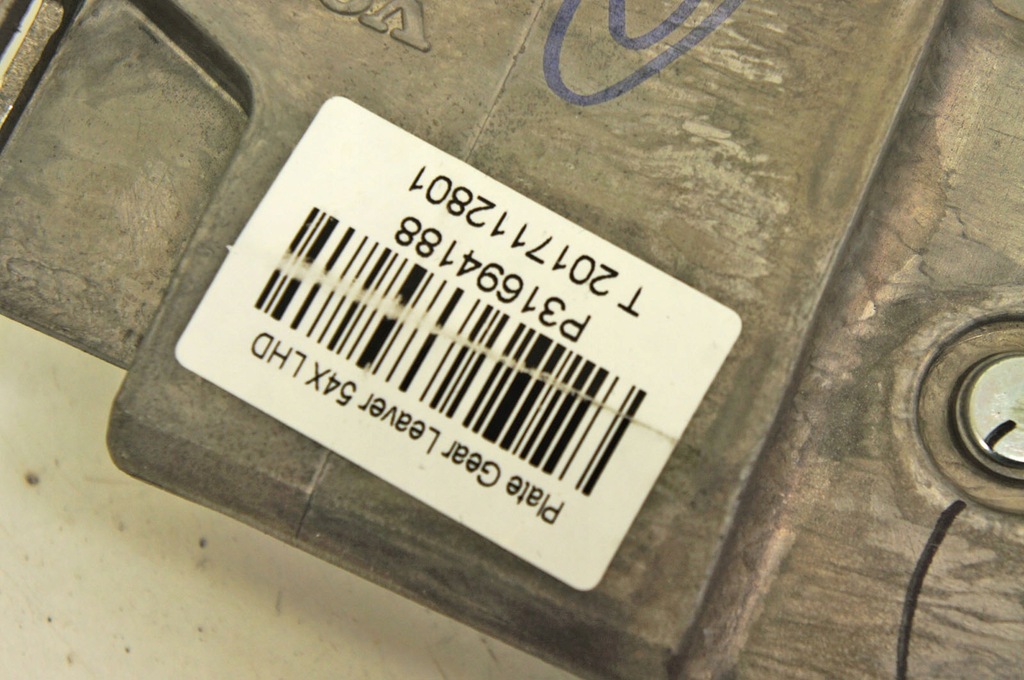 Plate Gear Leaver 54X LHD
P31694188
T 2017112801